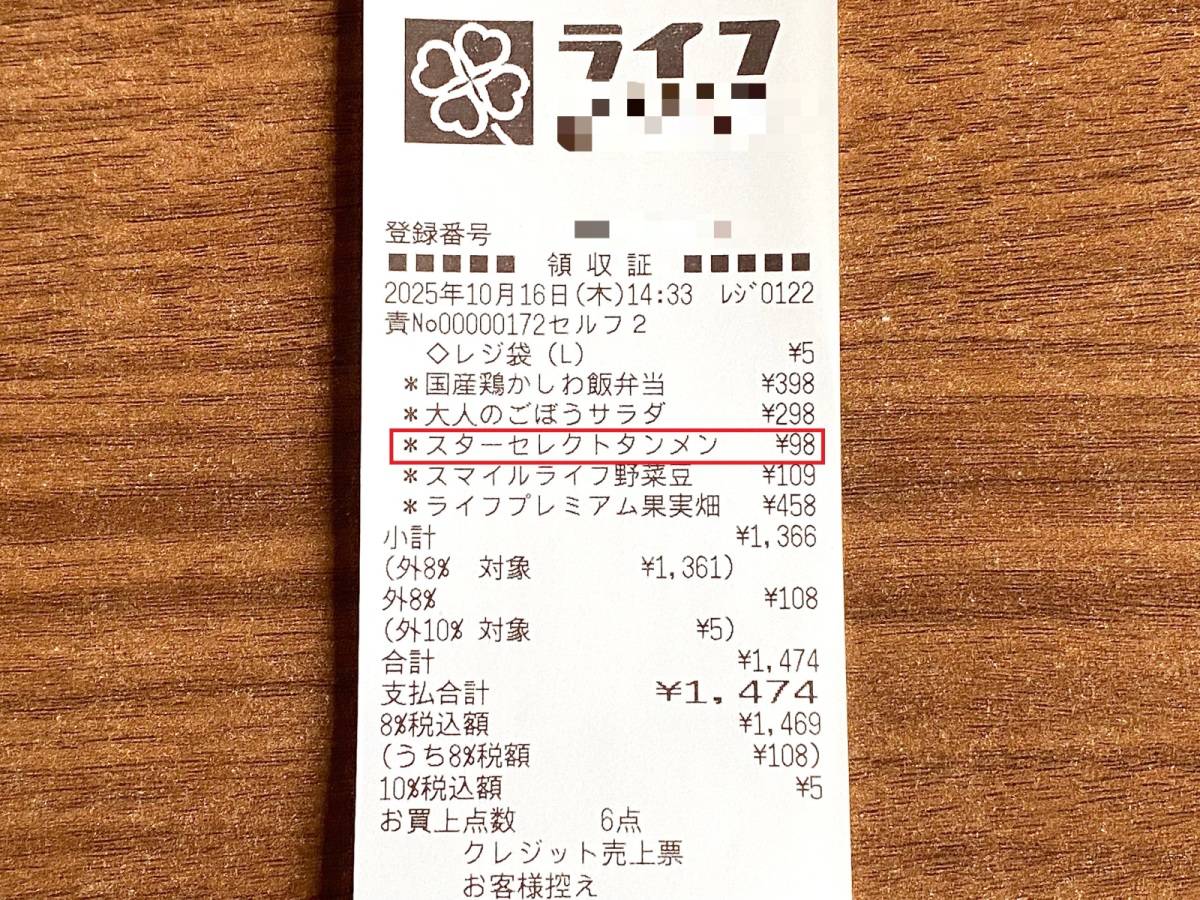 ライフ
登録番号
■■■■■ 領収証 ■■■■■
2025年10月16日(木)14:33 ﾚｼﾞ0122
責No00000172セルフ2
◇レジ袋(L) ¥5
*国産鶏かしわ飯弁当 ¥398
*大人のごぼうサラダ ¥298
*スターセレクトタンメン ¥98
*スマイルライフ野菜豆 ¥109
*ライフプレミアム果実畑 ¥458
小計 ¥1,366
(外8% 対象 ¥1,361)
外8% ¥108
(外10% 対象 ¥5)
合計 ¥1,474
支払合計 ¥1,474
8%税込額 ¥1,469
(うち8%税額 ¥108)
10%税込額 ¥5
お買上点数 6点
クレジット売上票
お客様控え